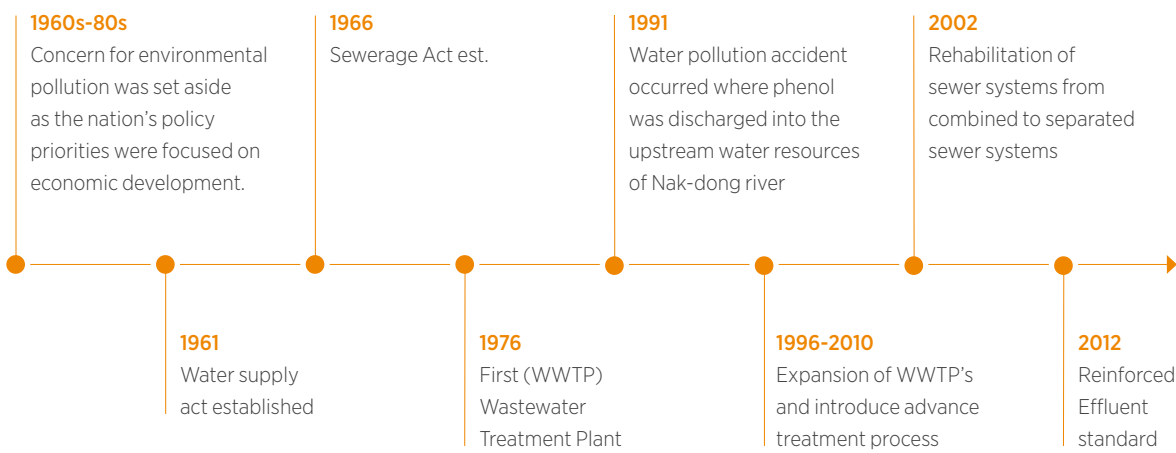 1960s-80s
Concern for environmental
pollution was set aside
as the nation's policy
priorities were focused on
economic development.
1961
Water supply
act established
1966
Sewerage Act est.
1976
First (WWTP)
Wastewater
Treatment Plant
1991
Water pollution accident
occurred where phenol
was discharged into the
upstream water resources
of Nak-dong river
1996-2010
Expansion of WWTP's
and introduce advance
treatment process
2002
Rehabilitation of
sewer systems from
combined to separated
sewer systems
2012
Reinforced
Effluent
standard